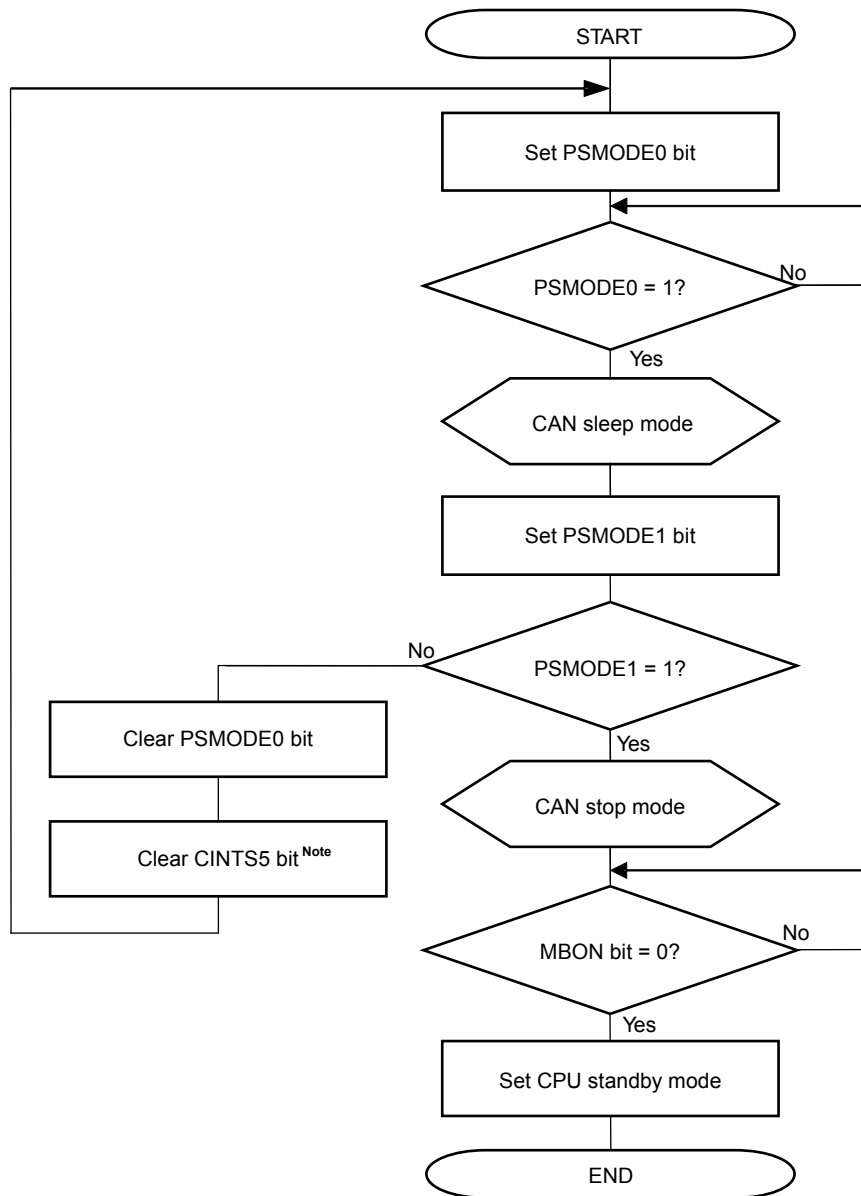 START
Set PSMODE0 bit
PSMODE0 = 1?
No
Yes
CAN sleep mode
Set PSMODE1 bit
No
PSMODE1 = 1?
Clear PSMODE0 bit
Yes
CAN stop mode
Clear CINTS5 bit Note
No
MBON bit = 0?
Yes
Set CPU standby mode
END